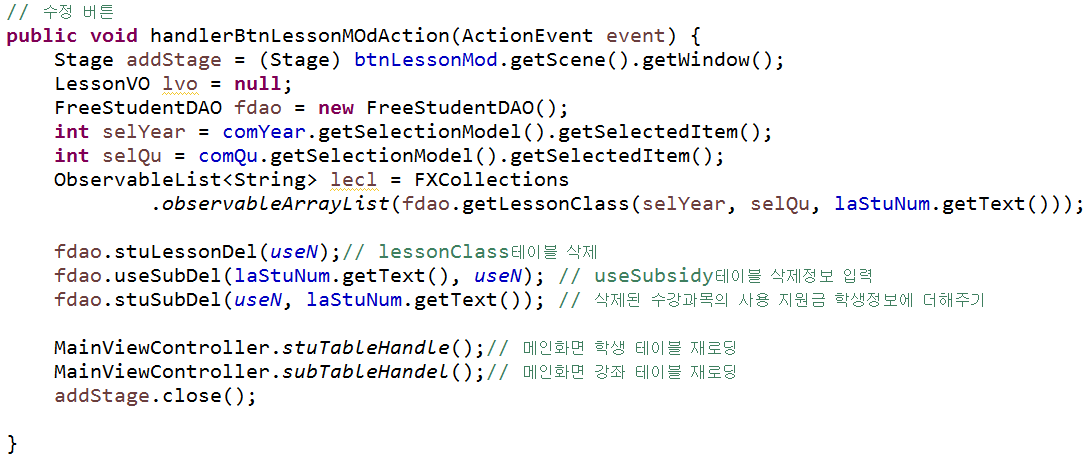 // 수정 버튼
public void handlerBtnLessonMOdAction(ActionEvent event) {
Stage addStage = (Stage) btnLessonMod.getScene().getWindow();
LessonVO lvo = null;
FreeStudentDAO fdao = new FreeStudentDAO();
int selYear = comYear.getSelectionModel().getSelectedItem();
int selQu = comQu.getSelectionModel().getSelectedItem();
ObservableList<String> lecl = FXCollections
.observableArrayList(fdao.getLessonClass(selYear, selQu, laStuNum.getText()));
fdao.stuLessonDel(useN);// lessonClass테이블 삭제
fdao.useSubDel(laStuNum.getText(), useN); // useSubsidy테이블 삭제정보 입력
fdao.stuSubDel(useN, laStuNum.getText()); // 삭제된 수강과목의 사용 지원금 학생정보에 더해주기
MainViewController.stuTableHandle();// 메인화면 학생 테이블 재로딩
MainViewController.subTableHandel();// 메인화면 강좌 테이블 재로딩
addStage.close();
}